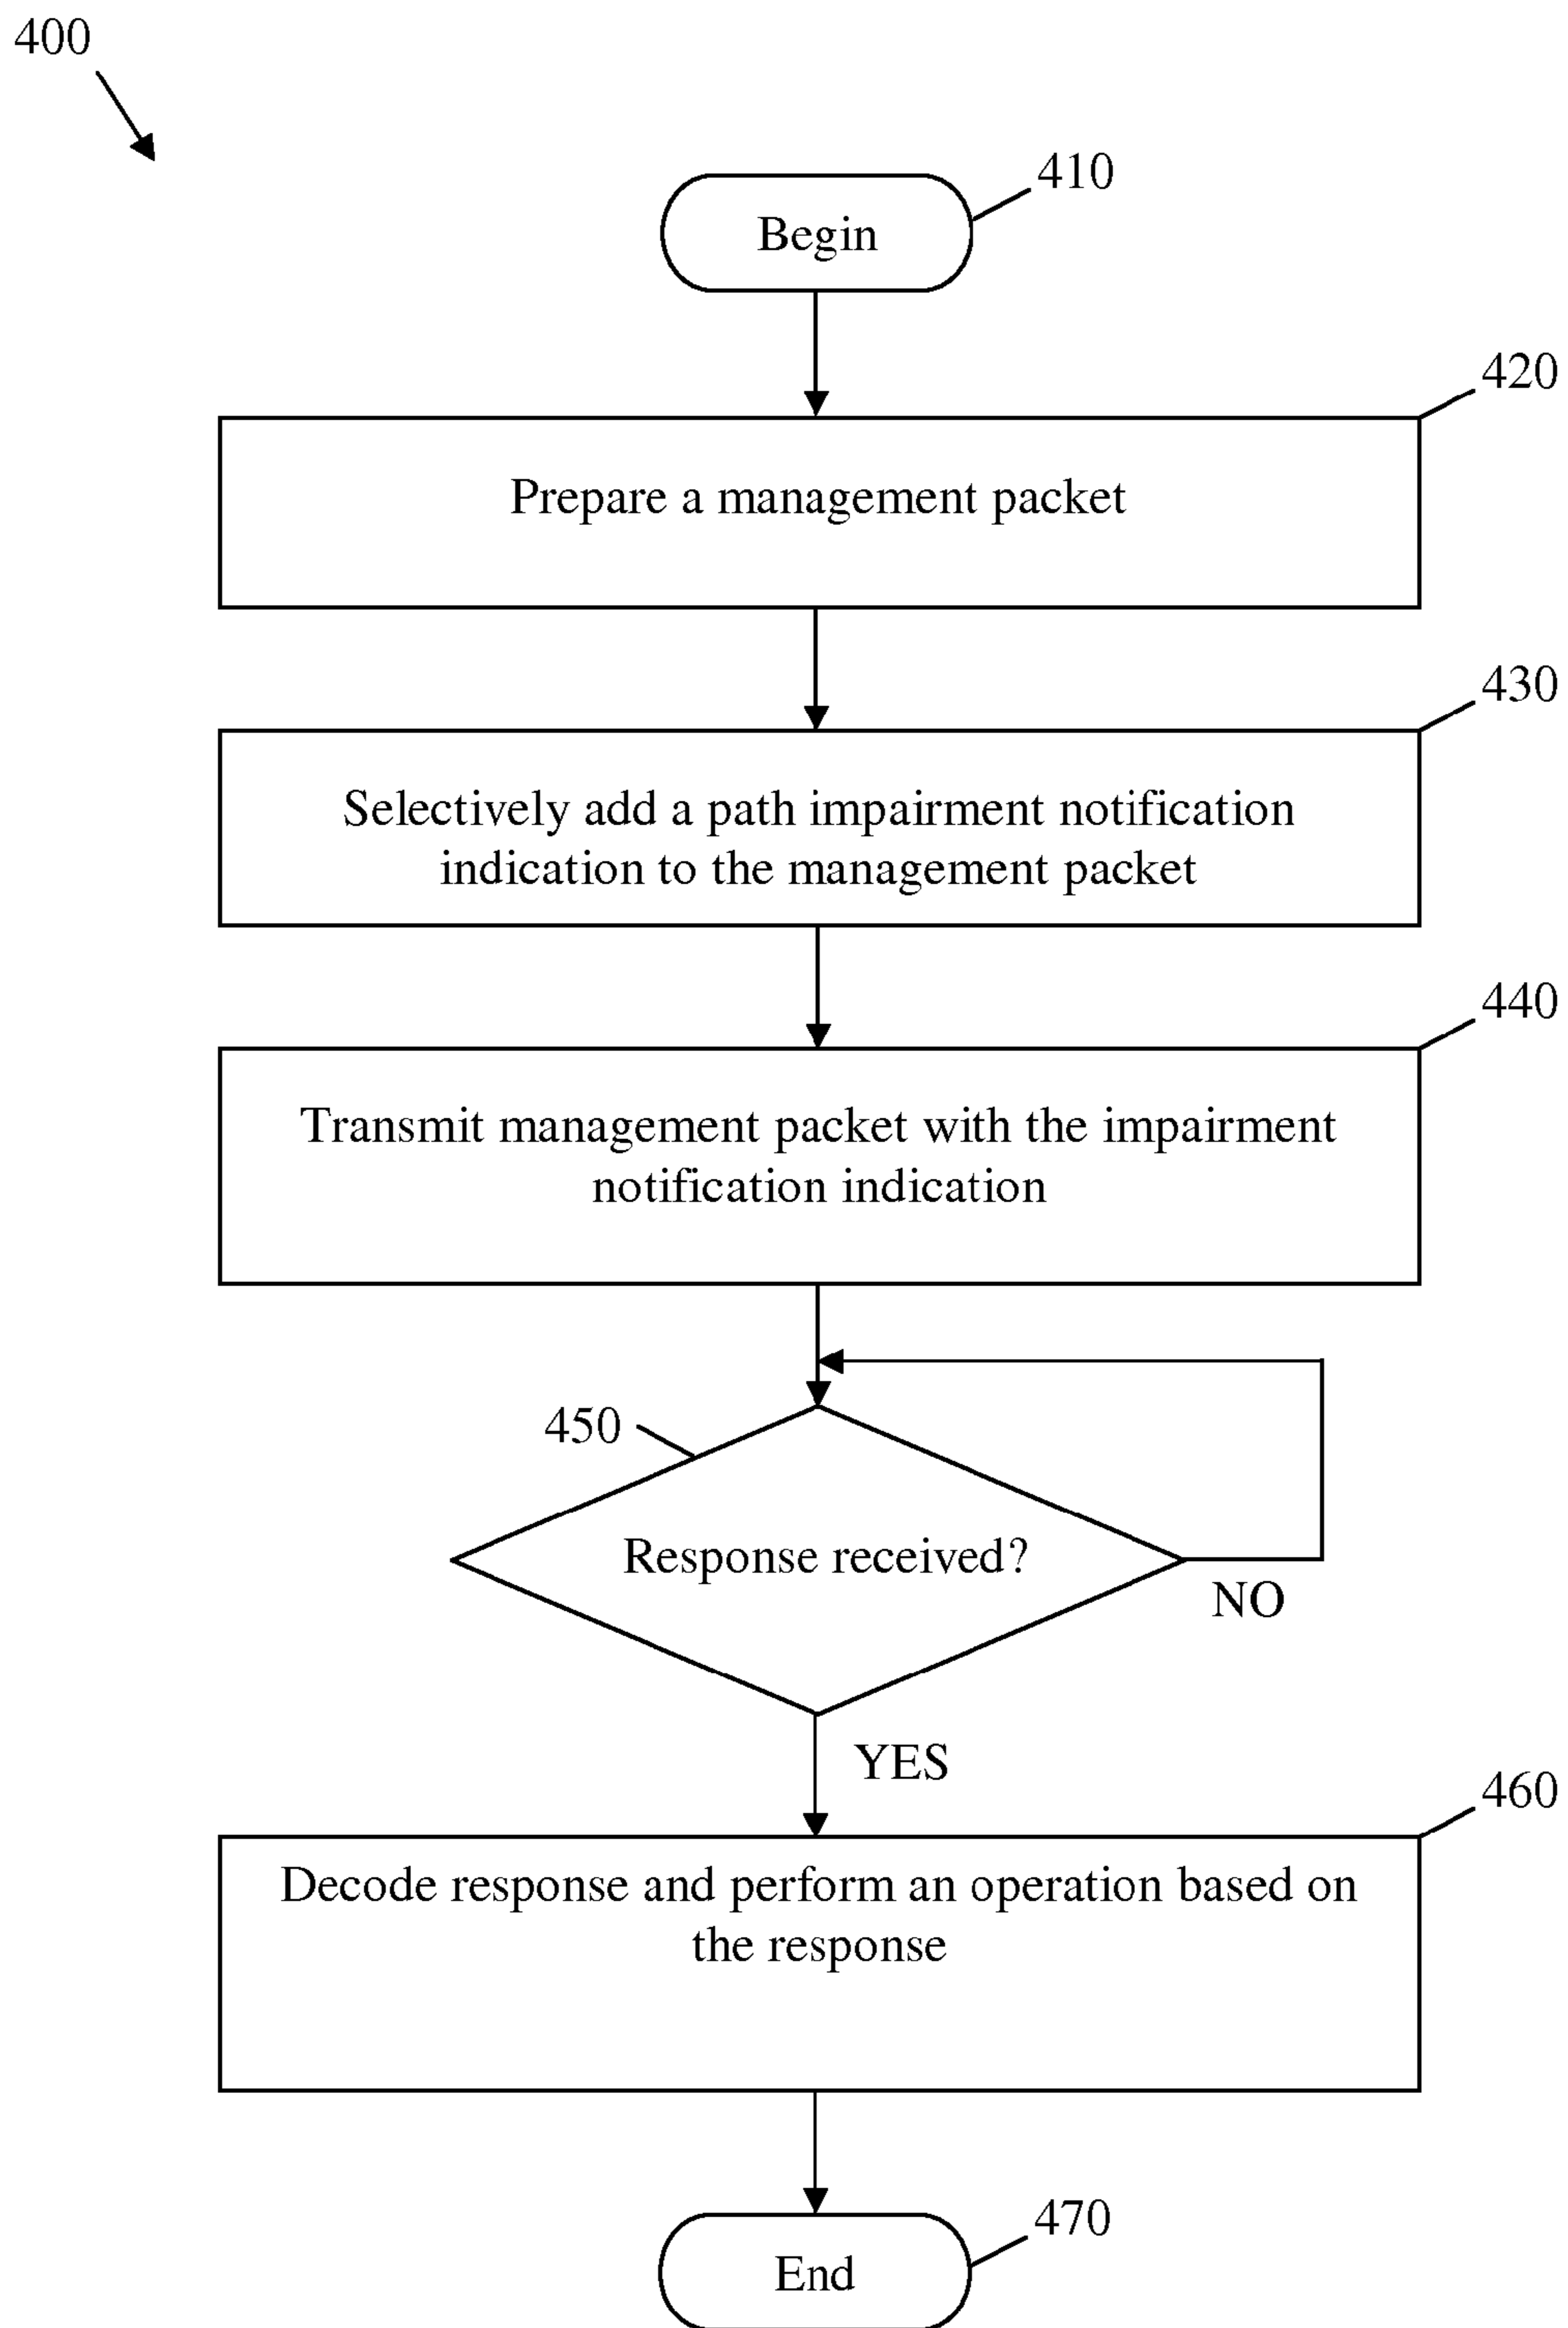 400
410
Begin
420
Prepare a management packet
430
Selectively add a path impairment notification
indication to the management packet
440
Transmit management packet with the impairment
notification indication
450
Response received?
NO
YES
460
Decode response and perform an operation based on
the response
470
End